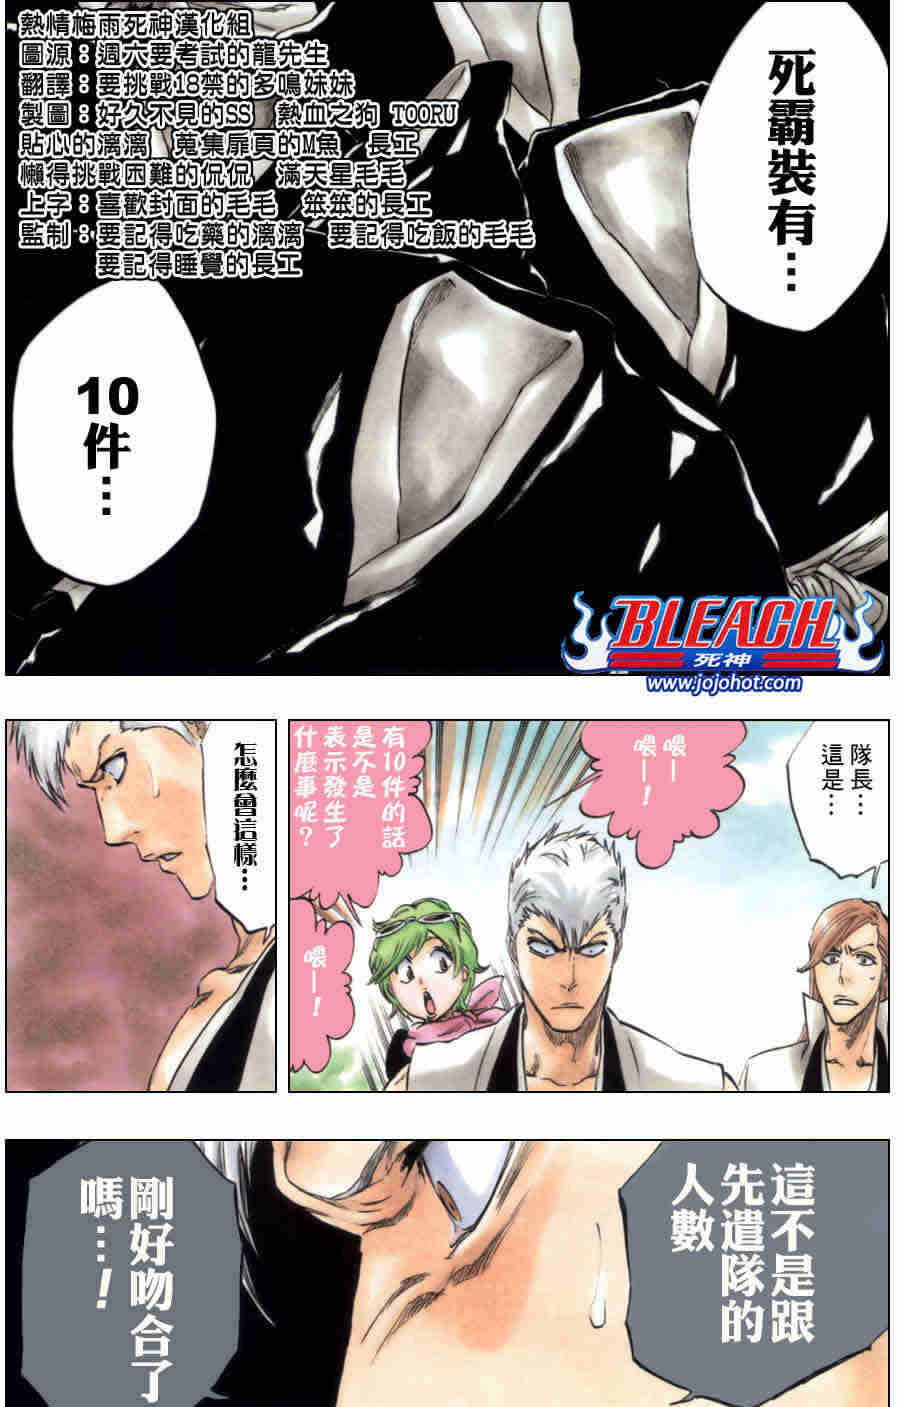 熱情梅雨死神漢化組
圖源：週六要考試的龍先生
翻譯：要挑戰18禁的多鳴妹妹
製圖：好久不見的SS　熱血之狗 TOORU
貼心的漓漓　蒐集扉頁的M魚　長工
懶得挑戰困難的侃侃　滿天星毛毛
上字：喜歡封面的毛毛　笨笨的長工
監制：要記得吃藥的漓漓　要記得吃飯的毛毛
要記得睡覺的長工
死霸裝有…
10件…
BLEACH
死神
www.jojohot.com
隊長…
這是…
喂ー
喂ー！
有10件的話
是不是
表示發生了
什麼事呢？
喂ー！
怎麼會這樣…
這不是跟
先遣隊的
人數
剛好吻合了
嗎…！